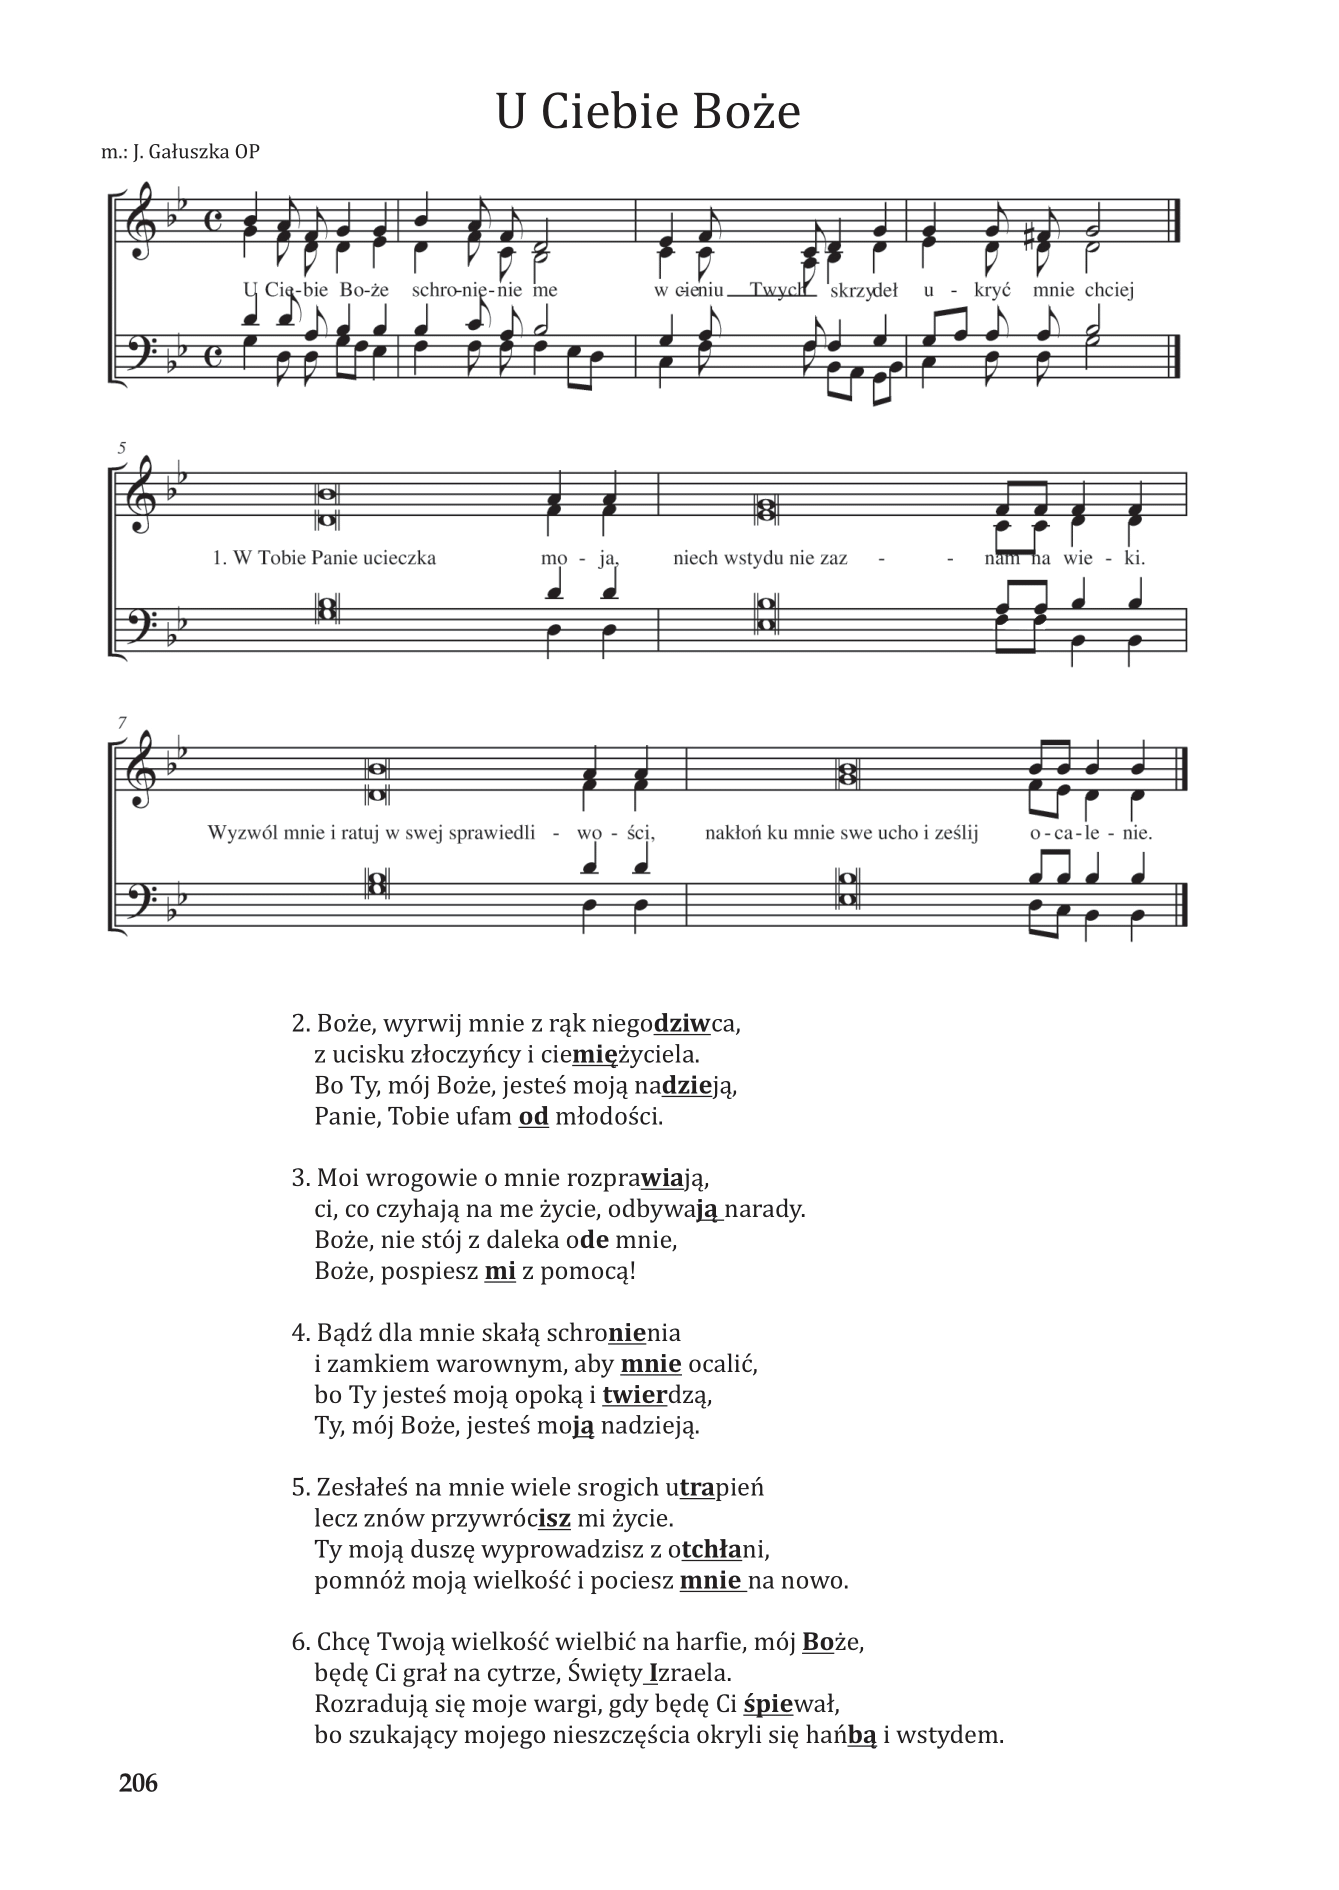 U Ciebie Boże
m.: J. Gałuszka OP
U Cie-bie Bo-że schro-nie-nie me w cieniu Twych skrzydeł u - kryć mnie chciej
5
1. W Tobie Panie ucieczka mo - ja, niech wstydu nie zaz - - nam na wie - ki.
7
Wyzwól mnie i ratuj w swej sprawiedli - wo - ści, nakłoń ku mnie swe ucho i ześlij o-ca-le - nie.
2. Boże, wyrwij mnie z rąk niegodziwca,
z ucisku złoczyńcy i ciemiężyciela.
Bo Ty, mój Boże, jesteś moją nadzieją,
Panie, Tobie ufam od młodości.
3. Moi wrogowie o mnie rozprawiają,
ci, co czyhają na me życie, odbywają narady.
Boże, nie stój z daleka ode mnie,
Boże, pospiesz mi z pomocą!
4. Bądź dla mnie skałą schronienia
i zamkiem warownym, aby mnie ocalić,
bo Ty jesteś moją opoką i twierdzą,
Ty, mój Boże, jesteś moją nadzieją.
5. Zesłałeś na mnie wiele srogich utrapień
lecz znów przywrócisz mi życie.
Ty moją duszę wyprowadzisz z otchłani,
pomnóż moją wielkość i pociesz mnie na nowo.
6. Chcę Twoją wielkość wielbić na harfie, mój Boże,
będę Ci grał na cytrze, Święty Izraela.
Rozradują się moje wargi, gdy będę Ci śpiewał,
bo szukający mojego nieszczęścia okryli się hańbą i wstydem.
206